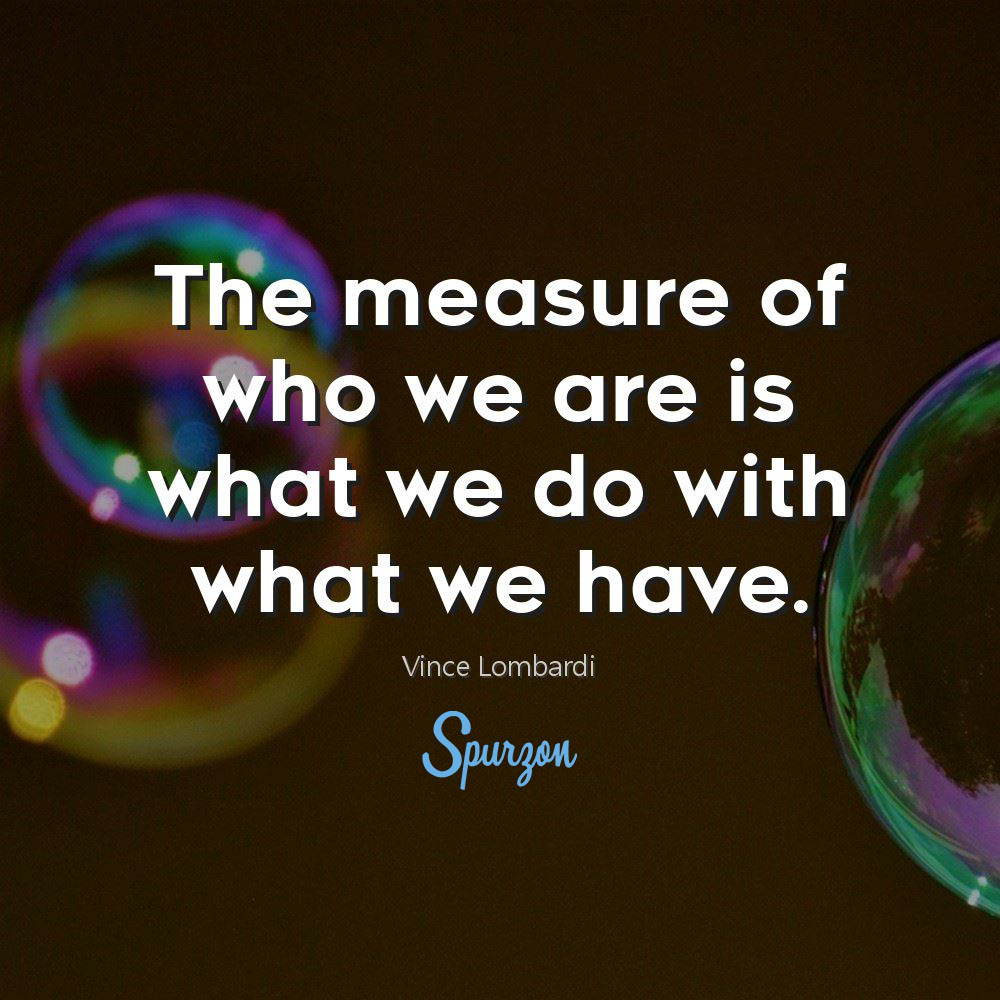 The measure of
who we are is
what we do with
what we have.
Vince Lombardi
Spurzon